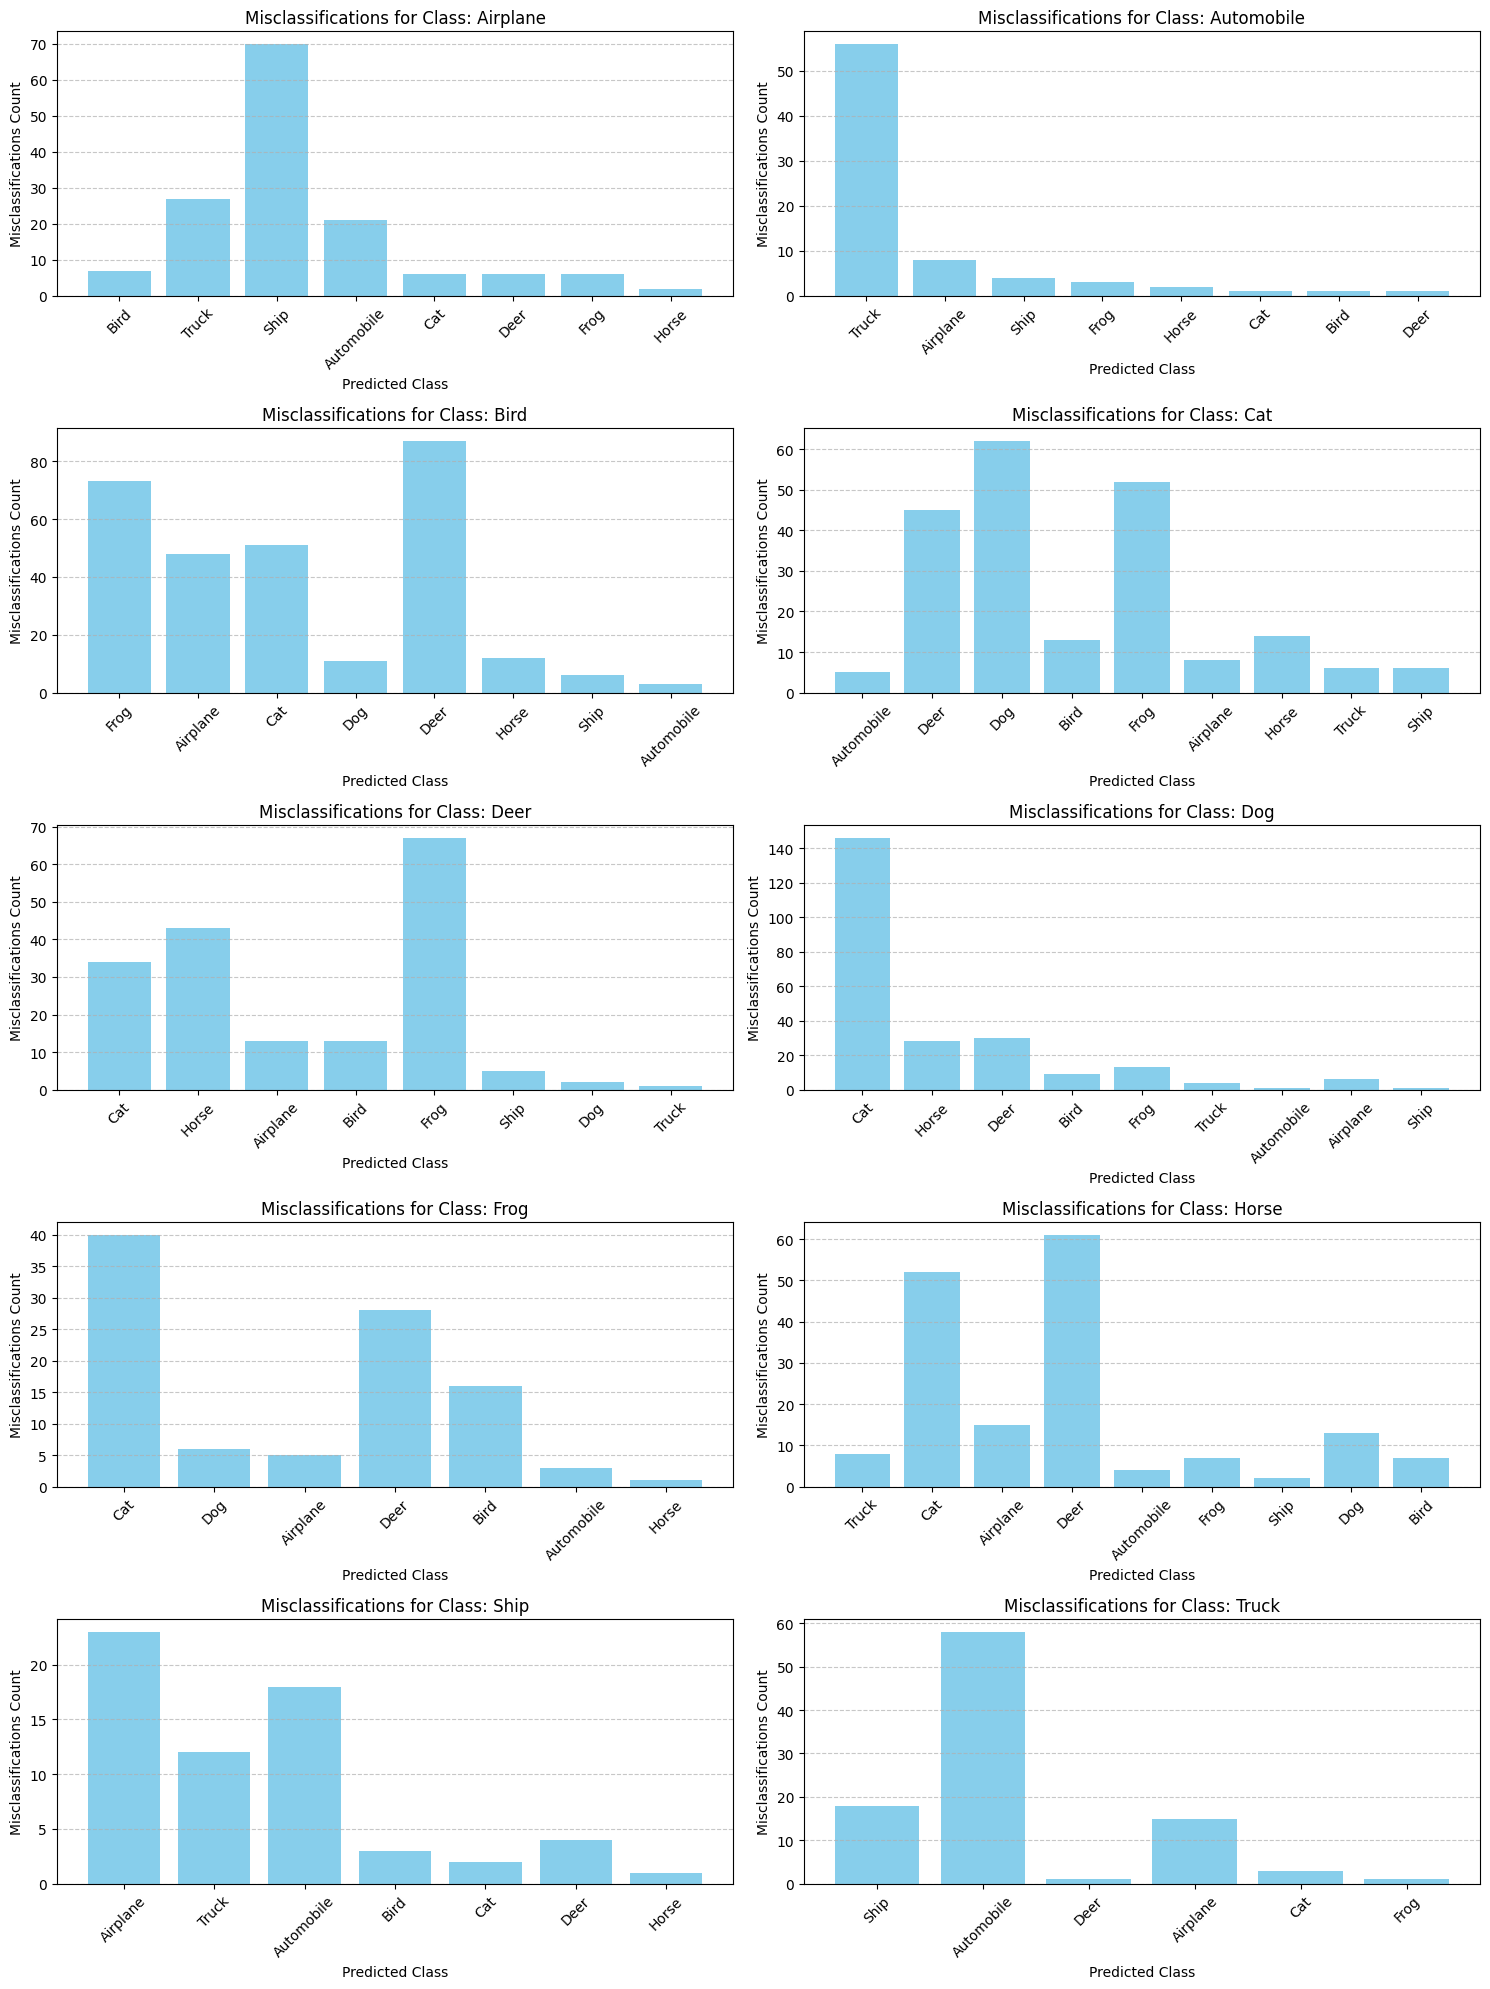 Misclassifications for Class: Airplane
Misclassifications Count
70
60
50
40
30
20
10
0
Bird
Truck
Ship
Automobile
Cat
Deer
Frog
Horse
Predicted Class
Misclassifications for Class: Automobile
Misclassifications Count
50
40
30
20
10
0
Truck
Airplane
Ship
Frog
Horse
Cat
Bird
Deer
Predicted Class
Misclassifications for Class: Bird
Misclassifications Count
80
60
40
20
0
Frog
Airplane
Cat
Dog
Deer
Horse
Ship
Automobile
Predicted Class
Misclassifications for Class: Cat
Misclassifications Count
60
50
40
30
20
10
0
Automobile
Deer
Dog
Bird
Frog
Airplane
Horse
Truck
Ship
Predicted Class
Misclassifications for Class: Deer
Misclassifications Count
70
60
50
40
30
20
10
0
Cat
Horse
Airplane
Bird
Frog
Ship
Dog
Truck
Predicted Class
Misclassifications for Class: Dog
Misclassifications Count
140
120
100
80
60
40
20
0
Cat
Horse
Deer
Bird
Frog
Truck
Automobile
Airplane
Ship
Predicted Class
Misclassifications for Class: Frog
Misclassifications Count
40
35
30
25
20
15
10
5
0
Cat
Dog
Airplane
Deer
Bird
Automobile
Horse
Predicted Class
Misclassifications for Class: Horse
Misclassifications Count
60
50
40
30
20
10
0
Truck
Cat
Airplane
Deer
Automobile
Frog
Ship
Dog
Bird
Predicted Class
Misclassifications for Class: Ship
Misclassifications Count
20
15
10
5
0
Airplane
Truck
Automobile
Bird
Cat
Deer
Horse
Predicted Class
Misclassifications for Class: Truck
Misclassifications Count
60
50
40
30
20
10
0
Ship
Automobile
Deer
Airplane
Cat
Frog
Predicted Class